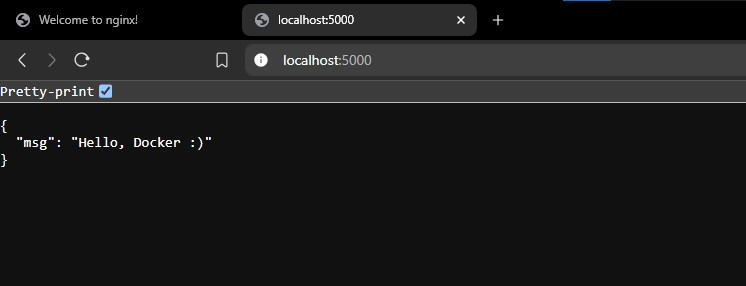 Welcome to nginx!
localhost:5000
localhost:5000
Pretty-print
{
"msg": "Hello, Docker :)"
}